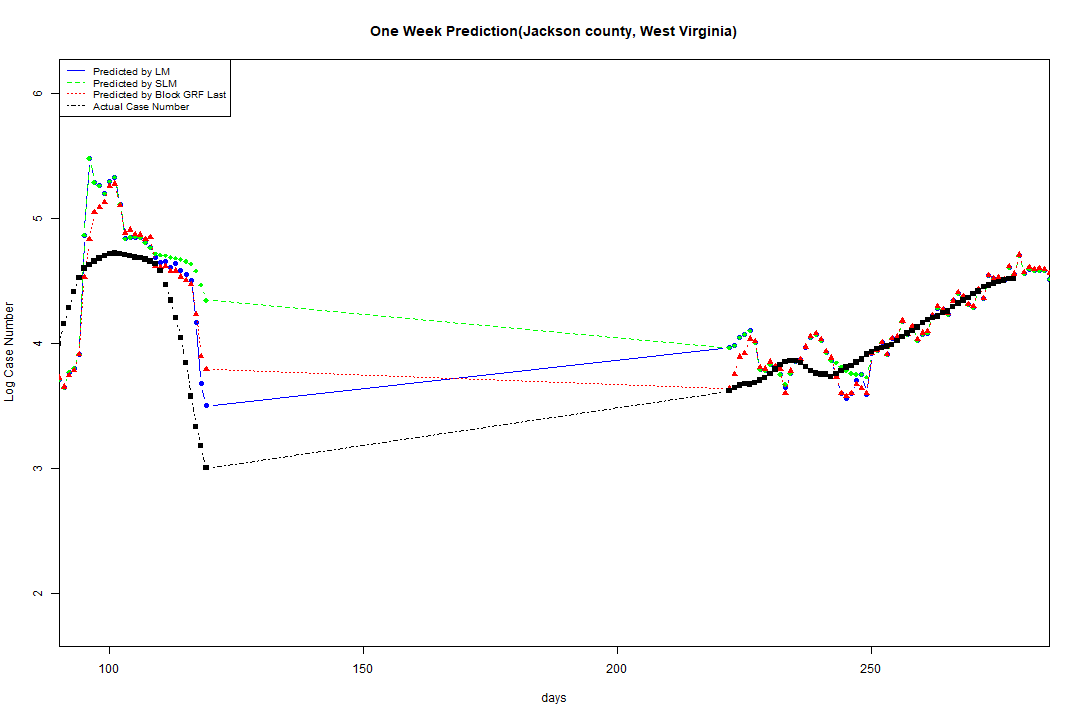 One Week Prediction(Jackson county, West Virginia)
Predicted by LM
Predicted by SLM
Predicted by Block GRF Last
Actual Case Number
6
5
4
3
2
Log Case Number
100 150 200 250
days